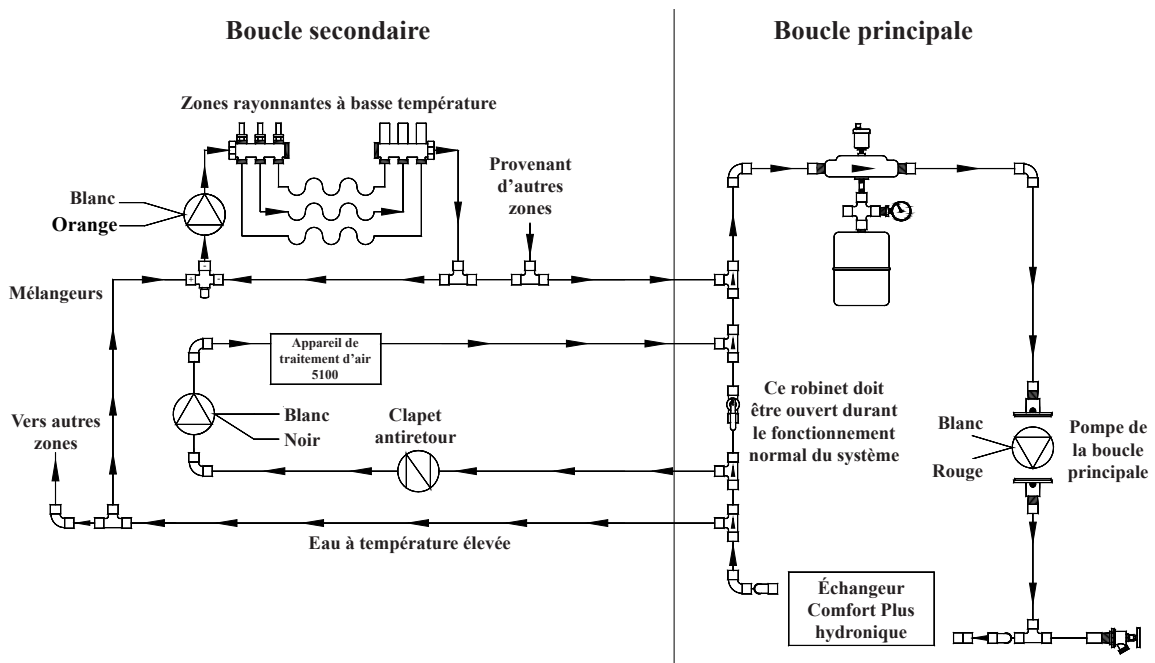 Boucle secondaire
Boucle principale
Zones rayonnantes à basse température
Provenant
d'autres
zones
Blanc
Orange
Mélangeurs
+
-
-
Appareil de
traitement d'air
5100
Blanc
Noir
Clapet
antiretour
Vers autres
zones
Ce robinet doit
être ouvert durant
le fonctionnement
normal du système
Blanc
Rouge
Pompe de
la boucle
principale
Eau à température élevée
Échangeur
Comfort Plus
hydronique